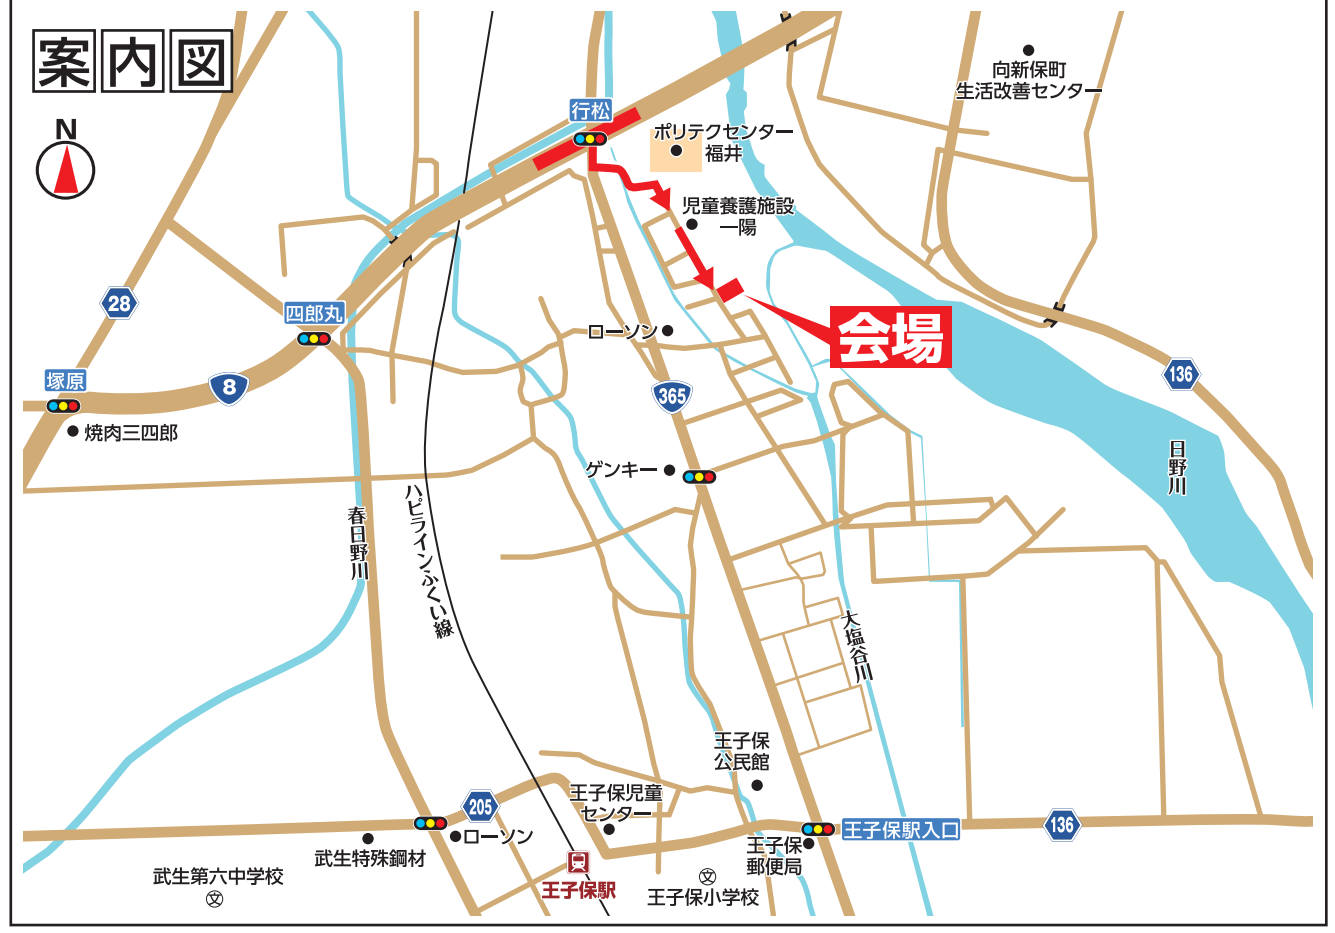 案内図
N
行松
ポリテクセンター
福井
向新保町
生活改善センター
児童養護施設
一陽
28
四郎丸
会場
ローソン
塚原
8
365
136
焼肉三四郎
日野川
ゲンキー
春日野川
ハピラインふくい線
大塩谷川
王子保
公民館
王子保児童
センター
205
ローソン
王子保駅入口
136
武生特殊鋼材
王子保
郵便局
武生第六中学校
文
王子保駅
文
王子保小学校